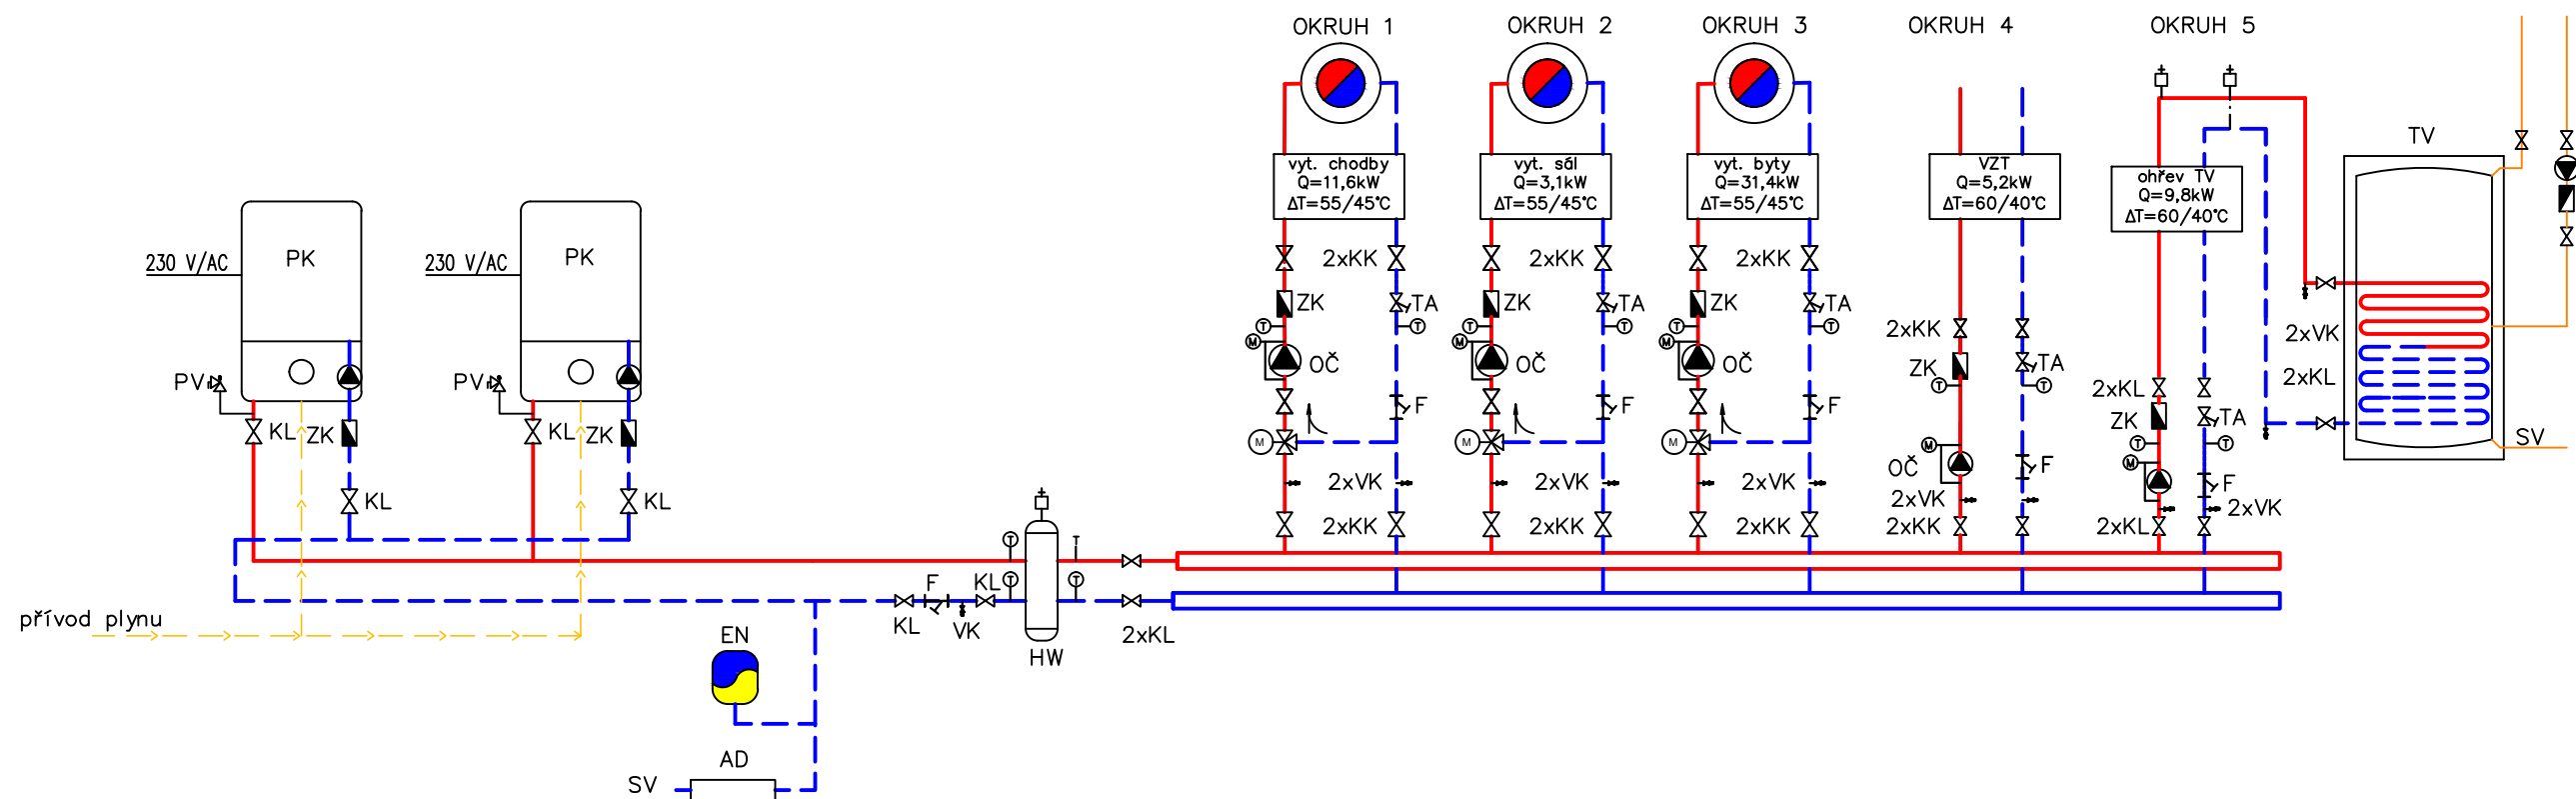 OKRUH 1
OKRUH 2
OKRUH 3
OKRUH 4
OKRUH 5
vyt. chodby
Q=11,6kW
ΔT=55/45°C
vyt. sál
Q=3,1kW
ΔT=55/45°C
vyt. byty
Q=31,4kW
ΔT=55/45°C
VZT
Q=5,2kW
ΔT=60/40°C
ohřev TV
Q=9,8kW
ΔT=60/40°C
TV
230 V/AC
PK
230 V/AC
PK
PV
KL
ZK
KL
PV
KL
ZK
KL
2xKK
ZK
TA
T
T
M
OČ
F
M
2xVK
2xKK
2xKK
ZK
TA
T
T
M
OČ
F
M
2xVK
2xKK
2xKK
ZK
TA
T
T
M
OČ
F
M
2xVK
2xKK
2xKK
ZK
TA
T
T
M
OČ
F
2xVK
2xKK
2xKL
ZK
TA
T
T
M
F
2xVK
2xKL
2xVK
2xKL
SV
T
T
T
T
F
KL
KL
VK
HW
2xKL
přívod plynu
EN
AD
SV